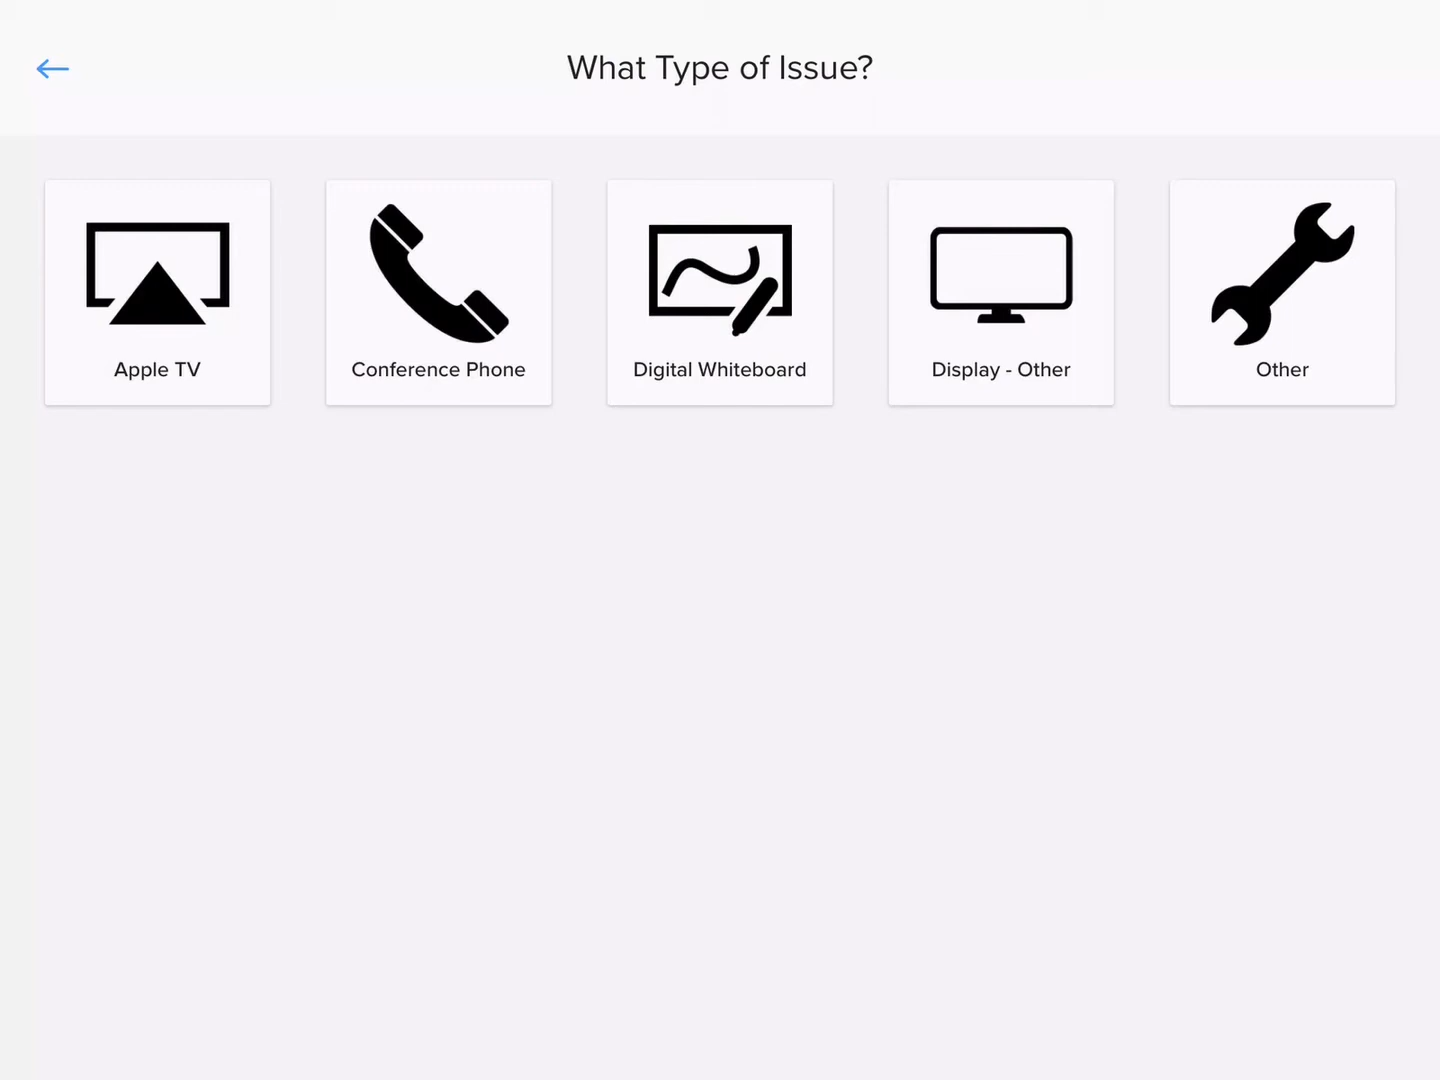 What Type of Issue?
Apple TV
Conference Phone
Digital Whiteboard
Display - Other
Other